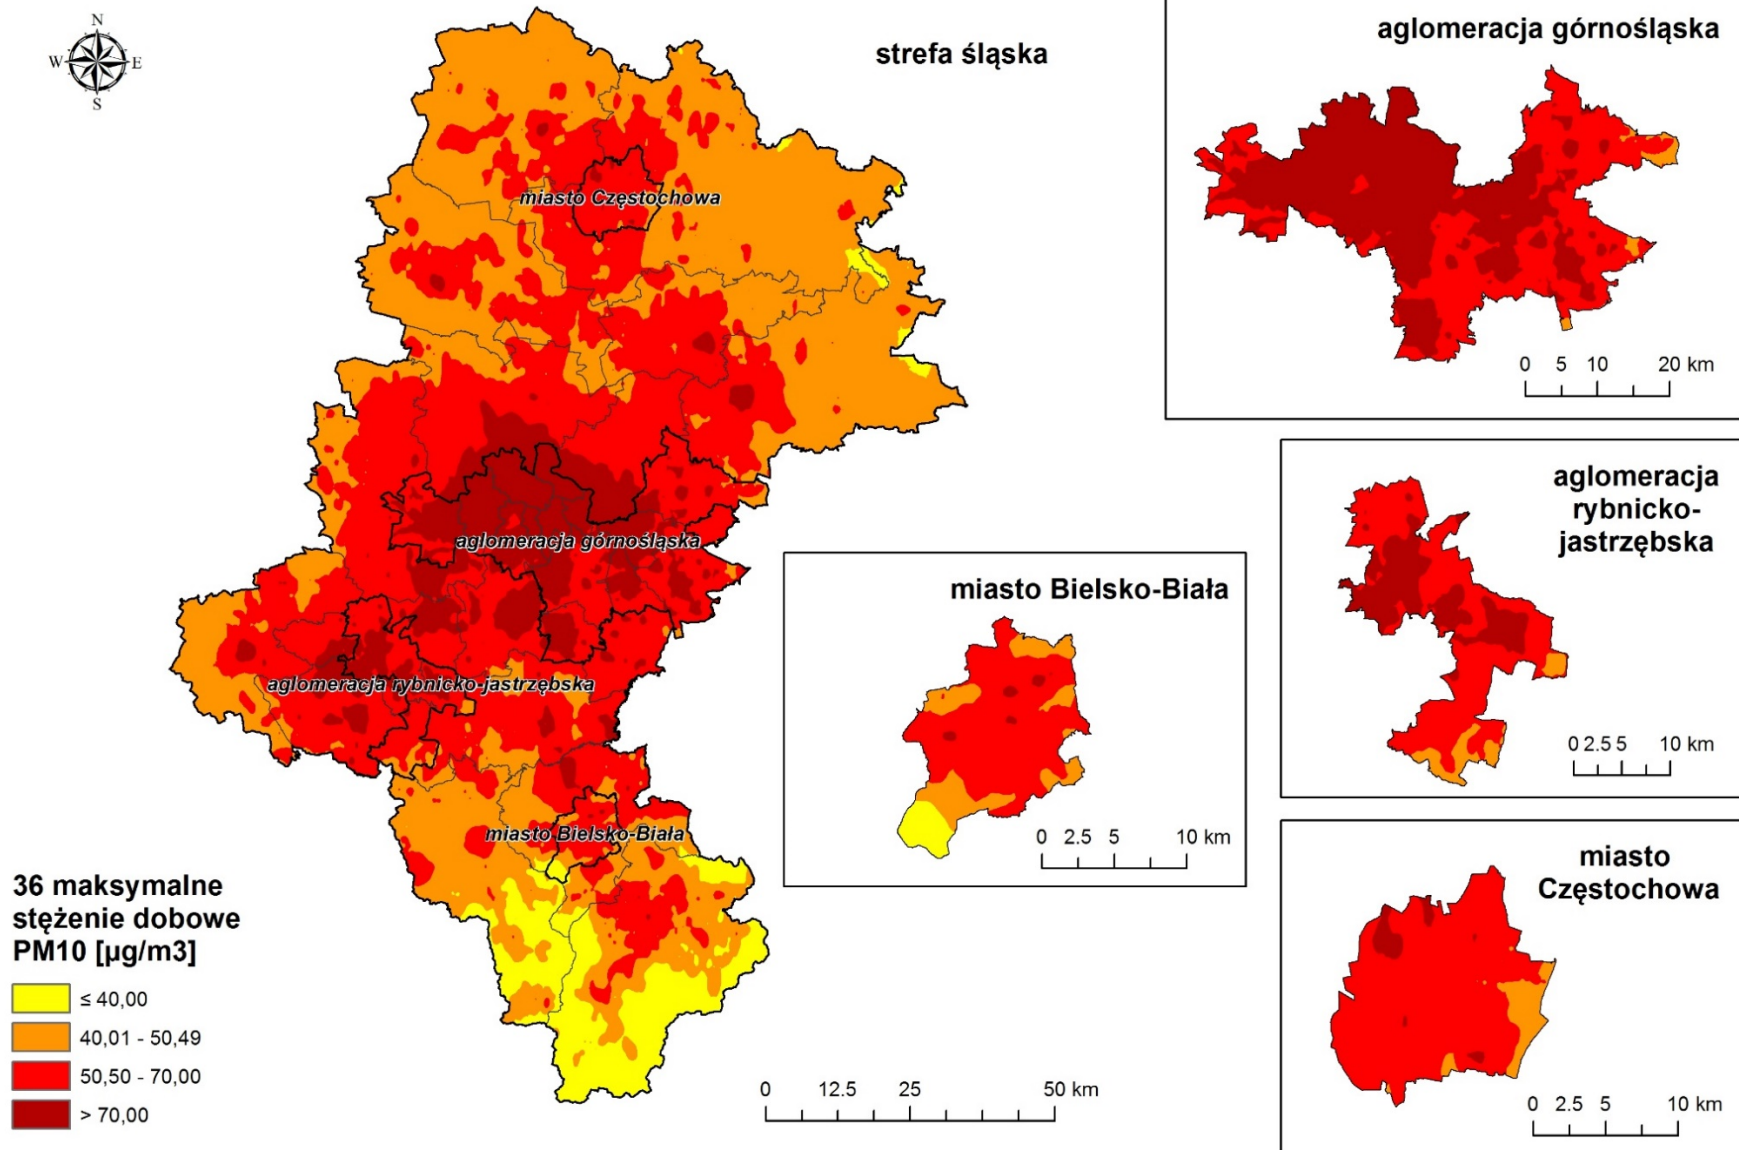 N
W E
S
strefa śląska
miasto Częstochowa
aglomeracja górnośląska
aglomeracja rybnicko-jastrzębska
miasto Bielsko-Biała
36 maksymalne
stężenie dobowe
PM10 [µg/m3]
≤ 40,00
40,01 - 50,49
50,50 - 70,00
> 70,00
0 12.5 25 50 km
aglomeracja górnośląska
0 5 10 20 km
miasto Bielsko-Biała
0 2.5 5 10 km
aglomeracja
rybnicko-
jastrzębska
0 2.5 5 10 km
miasto
Częstochowa
0 2.5 5 10 km